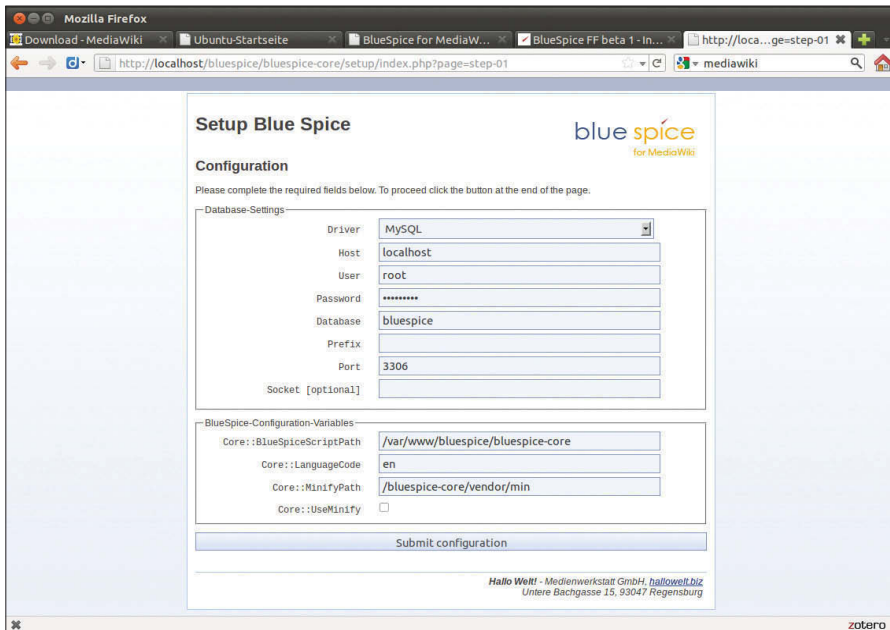 Mozilla Firefox
Download - MediaWiki
Ubuntu-Startseite
BlueSpice for MediaW...
BlueSpice FF beta 1 - In...
http://loca...ge=step-01
http://localhost/bluespice/bluespice-core/setup/index.php?page=step-01
mediawiki
Setup Blue Spice
blue spice
for MediaWiki
Configuration
Please complete the required fields below. To proceed click the button at the end of the page.
Database-Settings
Driver MySQL
Host localhost
User root
Password •••••••••
Database bluespice
Prefix
Port 3306
Socket [optional]
BlueSpice-Configuration-Variables
Core::BlueSpiceScriptPath /var/www/bluespice/bluespice-core
Core::LanguageCode en
Core::MinifyPath /bluespice-core/vendor/min
Core::UseMinify
Submit configuration
Hallo Welt! - Medienwerkstatt GmbH, hallowelt.biz
Untere Bachgasse 15, 93047 Regensburg
zotero